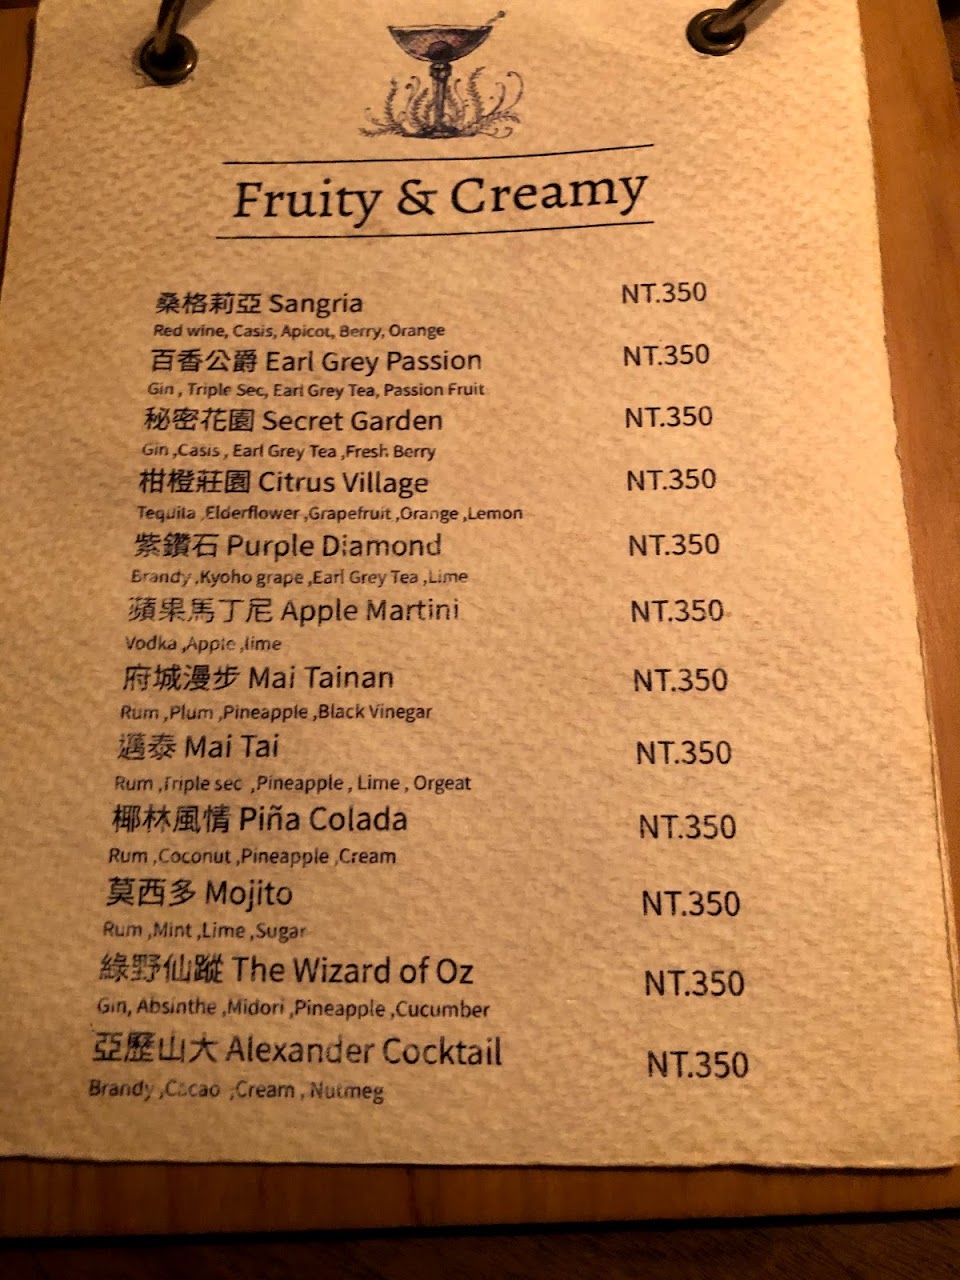 Fruity & Creamy
桑格莉亞 Sangria NT.350
Red wine, Casis, Apicot, Berry, Orange
百香公爵 Earl Grey Passion NT.350
Gin , Triple Sec, Earl Grey Tea, Passion Fruit
秘密花園 Secret Garden NT.350
Gin ,Casis , Earl Grey Tea ,Fresh Berry
柑橙莊園 Citrus Village NT.350
Tequila ,Elderflower ,Grapefruit ,Orange ,Lemon
紫鑽石 Purple Diamond NT.350
Brandy ,Kyoho grape ,Earl Grey Tea ,Lime
蘋果馬丁尼 Apple Martini NT.350
Vodka ,Apple ,lime
府城漫步 Mai Tainan NT.350
Rum ,Plum ,Pineapple ,Black Vinegar
邁泰 Mai Tai NT.350
Rum ,Triple sec ,Pineapple , Lime , Orgeat
椰林風情 Piña Colada NT.350
Rum ,Coconut ,Pineapple ,Cream
莫西多 Mojito NT.350
Rum ,Mint ,Lime ,Sugar
綠野仙蹤 The Wizard of Oz NT.350
Gin, Absinthe ,Midori ,Pineapple ,Cucumber
亞歷山大 Alexander Cocktail NT.350
Brandy ,Cacao ,Cream , Nutmeg